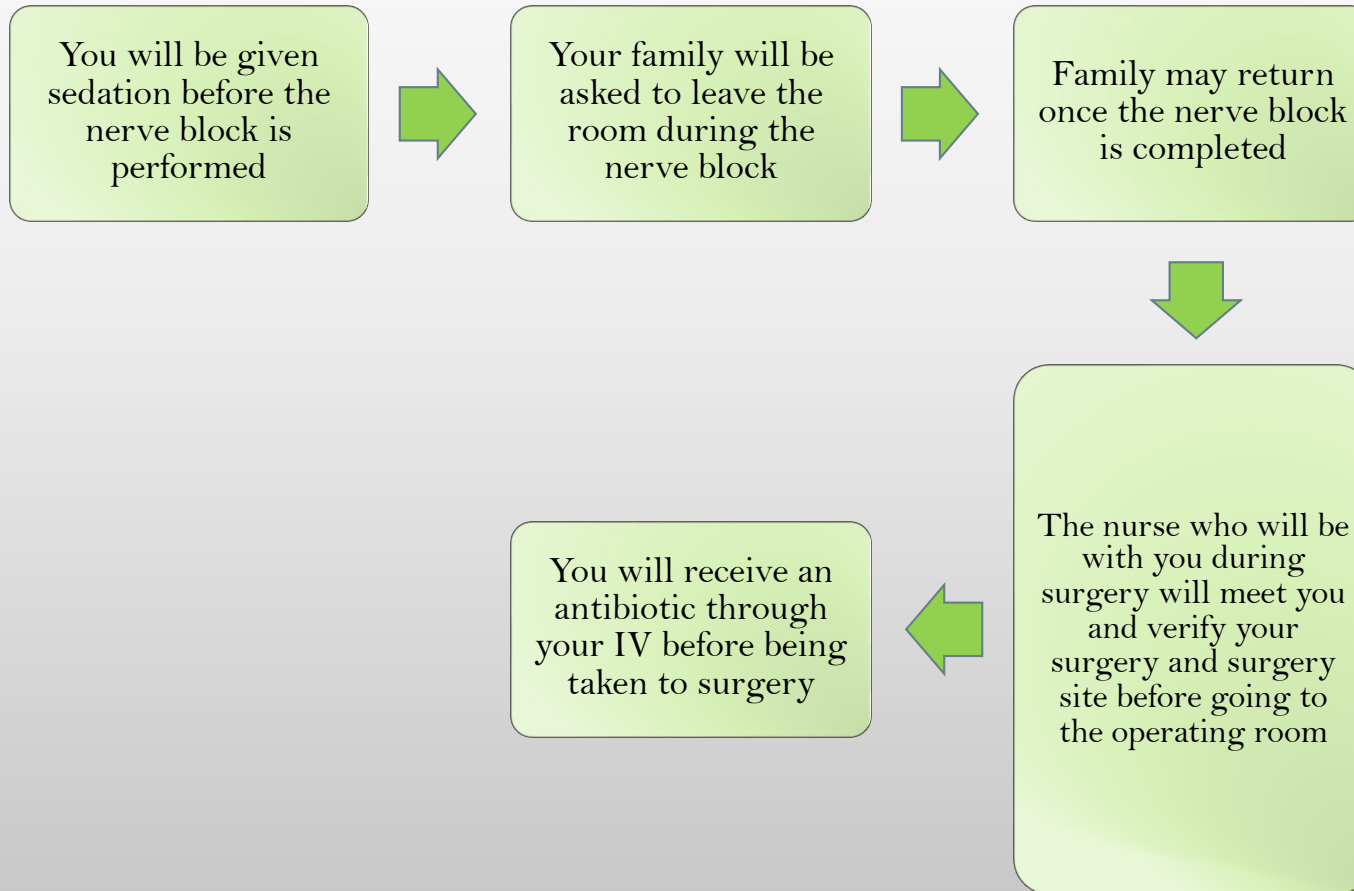 You will be given
sedation before the
nerve block is
performed
Your family will be
asked to leave the
room during the
nerve block
Family may return
once the nerve block
is completed
The nurse who will be
with you during
surgery will meet you
and verify your
surgery and surgery
site before going to
the operating room
You will receive an
antibiotic through
your IV before being
taken to surgery